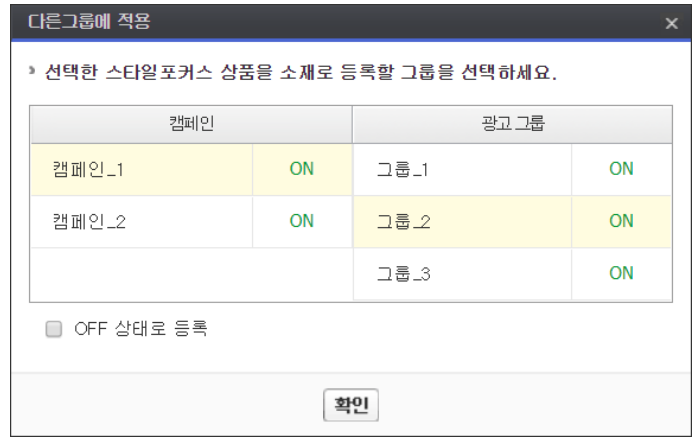 다른그룹에 적용 ×
선택한 스타일포커스 상품을 소재로 등록할 그룹을 선택하세요.
캠페인 광고 그룹
캠페인_1 ON 그룹_1 ON
캠페인_2 ON 그룹_2 ON
그룹_3 ON
OFF 상태로 등록
확인